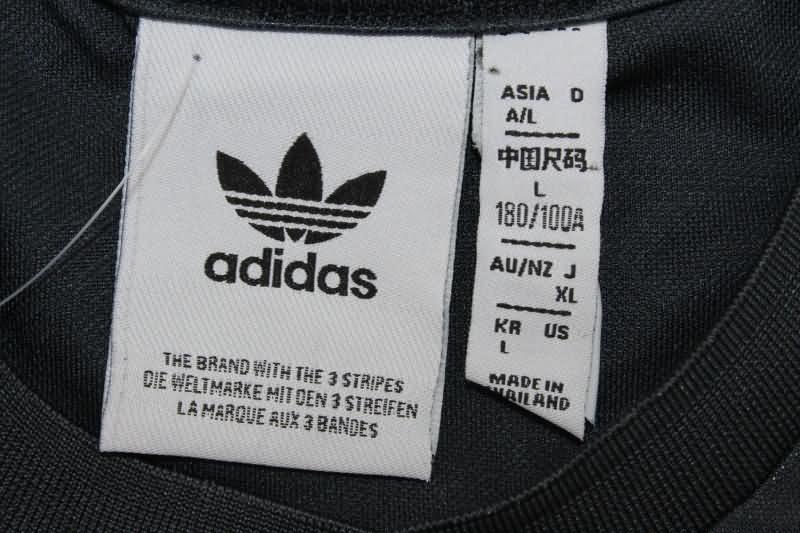 adidas
THE BRAND WITH THE 3 STRIPES
DIE WELTMARKE MIT DEN 3 STREIFEN
LA MARQUE AUX 3 BANDES
ASIA D
A/L
中国尺码
L
180/100A
AU/NZ J
XL
KR US
L
MADE IN
THAILAND